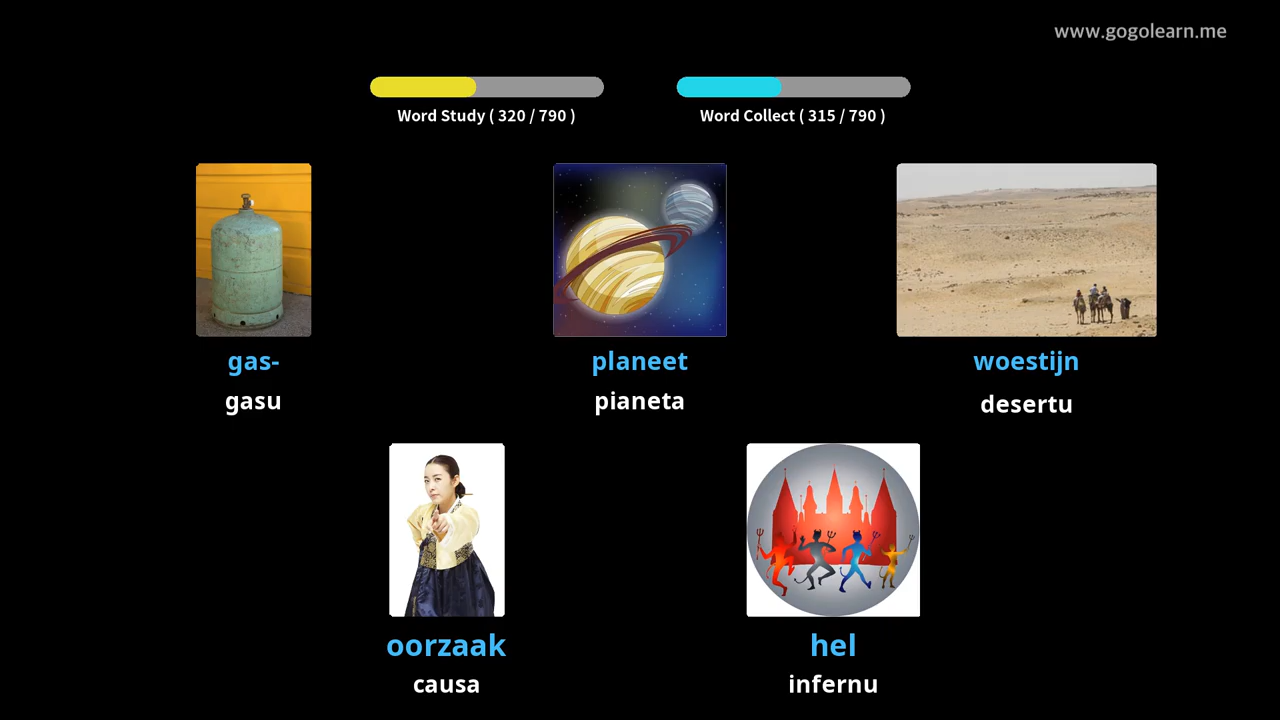 www.gogolearn.me
Word Study ( 320 / 790 )
Word Collect ( 315 / 790 )
gas-
gasu
planeet
pianeta
woestijn
desertu
oorzaak
causa
hel
infernu